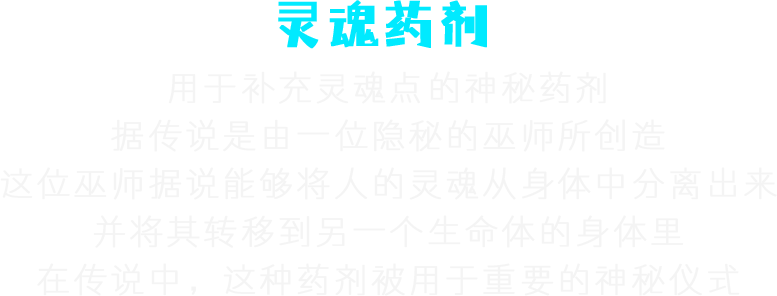 灵魂药剂
用于补充灵魂点的神秘药剂
据传说是由一位隐秘的巫师所创造
这位巫师据说能够将人的灵魂从身体中分离出来
并将其转移到另一个生命体的身体里
在传说中，这种药剂被用于重要的神秘仪式